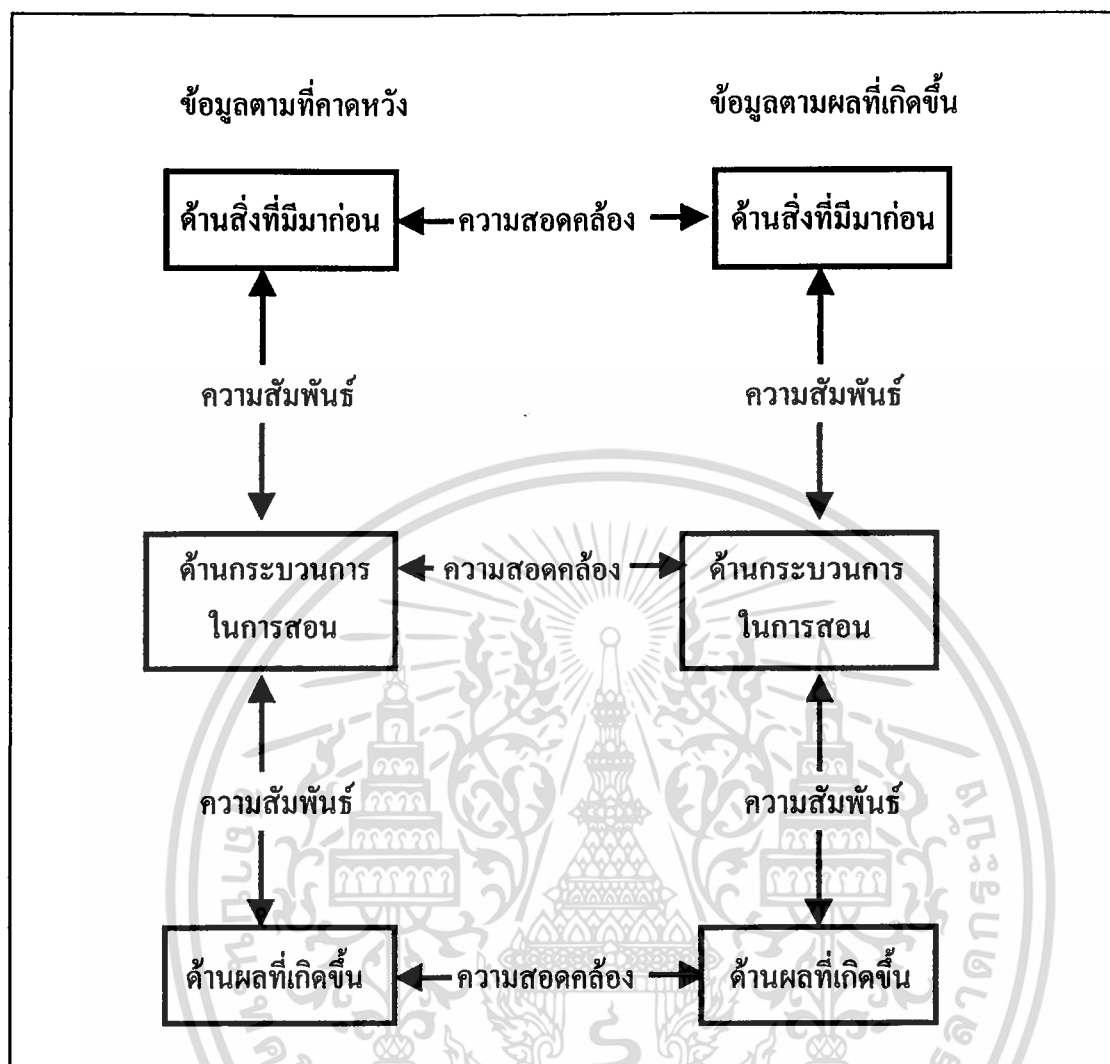 ข้อมูลตามที่คาดหวัง ข้อมูลตามผลที่เกิดขึ้น
ด้านสิ่งที่มีมาก่อน ความสอดคล้อง ด้านสิ่งที่มีมาก่อน
ความสัมพันธ์ ความสัมพันธ์
ด้านกระบวนการ ความสอดคล้อง ด้านกระบวนการ
ในการสอน ในการสอน
ความสัมพันธ์ ความสัมพันธ์
ด้านผลที่เกิดขึ้น ความสอดคล้อง ด้านผลที่เกิดขึ้น